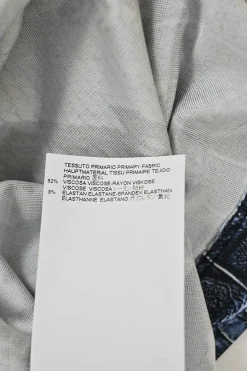 TESSUTO PRIMARIO PRIMARY FABRIC
HAUPTMATERIAL TISSU PRIMAIRE TEJIDO
PRIMARIO
92% VISCOSA VISCOSE-RAYON VISKOSE
VISCOSE VISCOSA
8% ELASTAN ELASTANE-SPANDEX ELASTHAN
ÉLASTHANNE ELASTANO